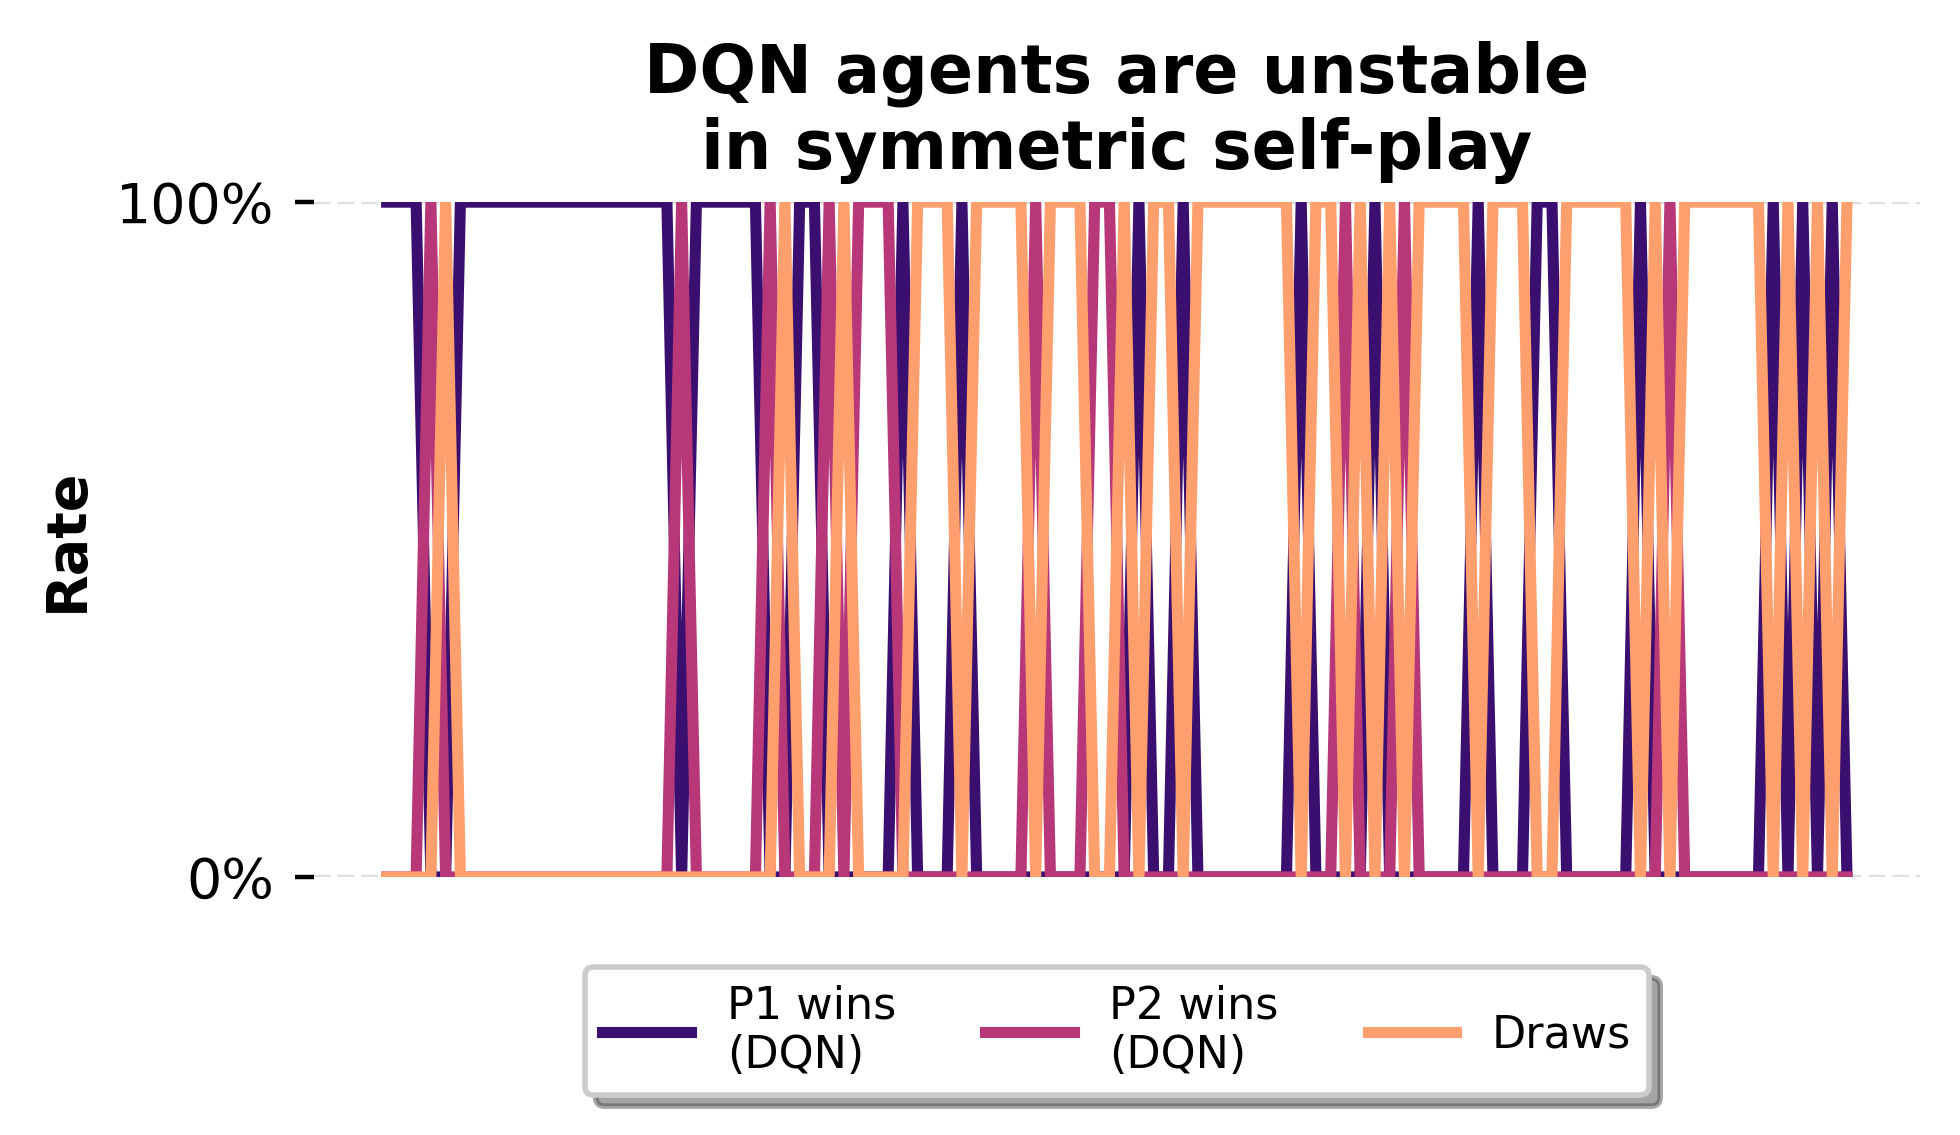 DQN agents are unstable
in symmetric self-play
100%
Rate
0%
P1 wins
(DQN)
P2 wins
(DQN)
Draws